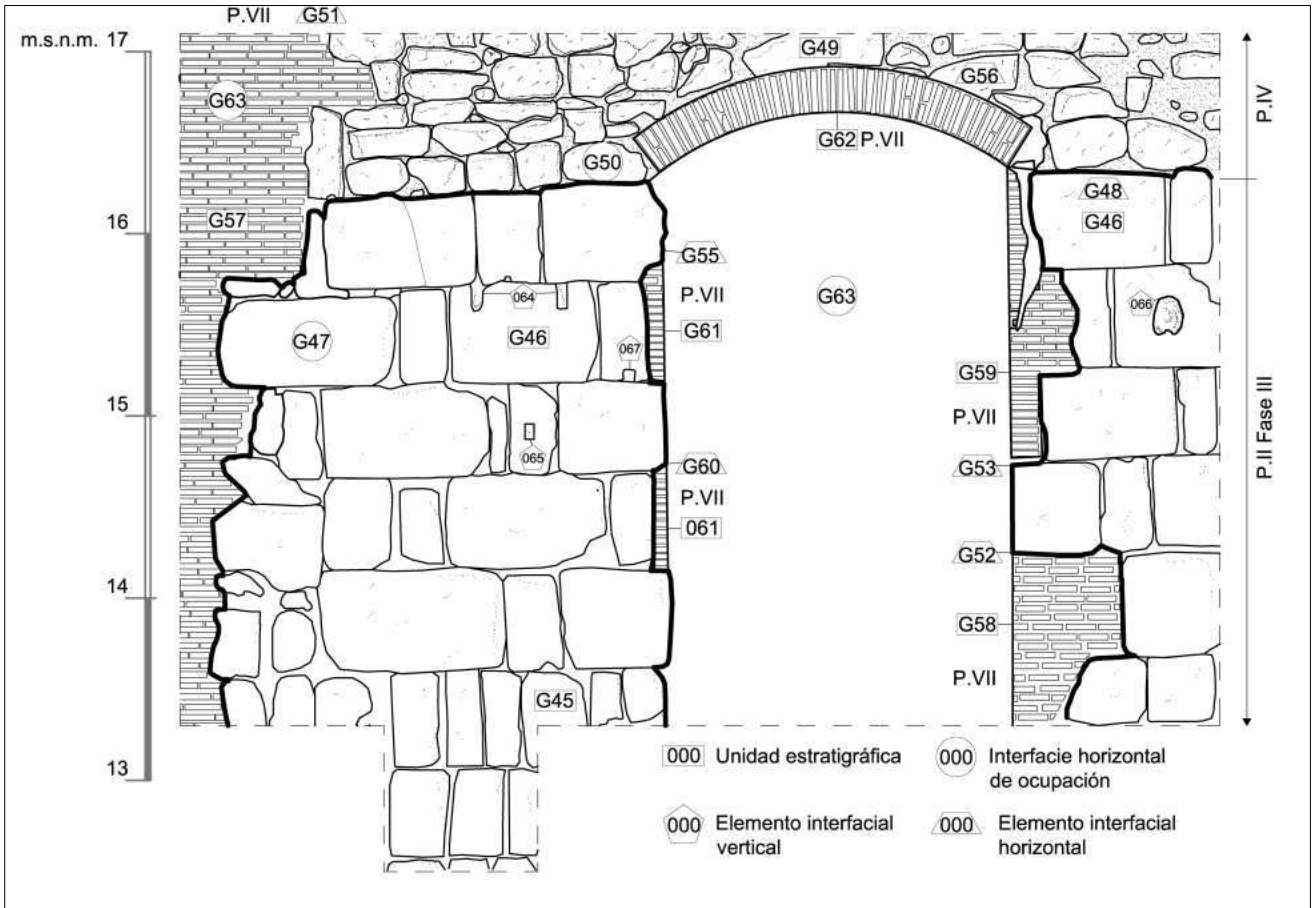 P.VII G51
m.s.n.m. 17
G49
G56
G63
G62 P.VII
P.IV
G50
G48
G57
G46
16
G55
P.VII
064
G63
066
G47
G46
G61
067
G59
15
P.VII
P.II Fase III
065
G60
G53
P.VII
061
G52
14
G58
P.VII
G45
000 Unidad estratigráfica
000 Interfacie horizontal
de ocupación
13
000 Elemento interfacial
vertical
000 Elemento interfacial
horizontal